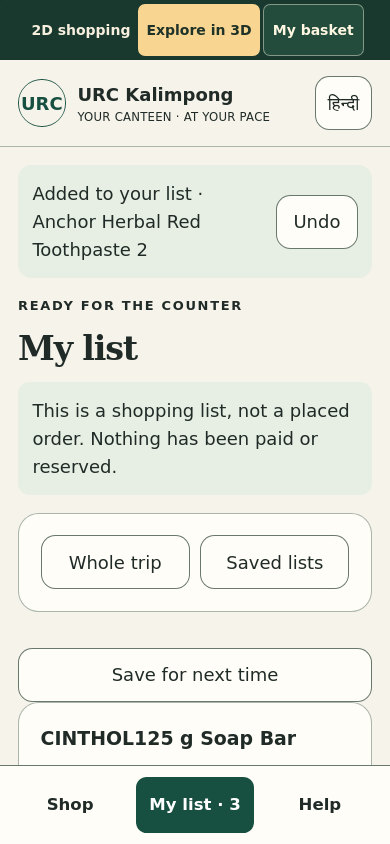 2D shopping
Explore in 3D
My basket
URC
URC Kalimpong
YOUR CANTEEN · AT YOUR PACE
हिन्दी
Added to your list ·
Anchor Herbal Red
Toothpaste 2
Undo
READY FOR THE COUNTER
My list
This is a shopping list, not a placed
order. Nothing has been paid or
reserved.
Whole trip
Saved lists
Save for next time
CINTHOL125 g Soap Bar
Shop
My list · 3
Help